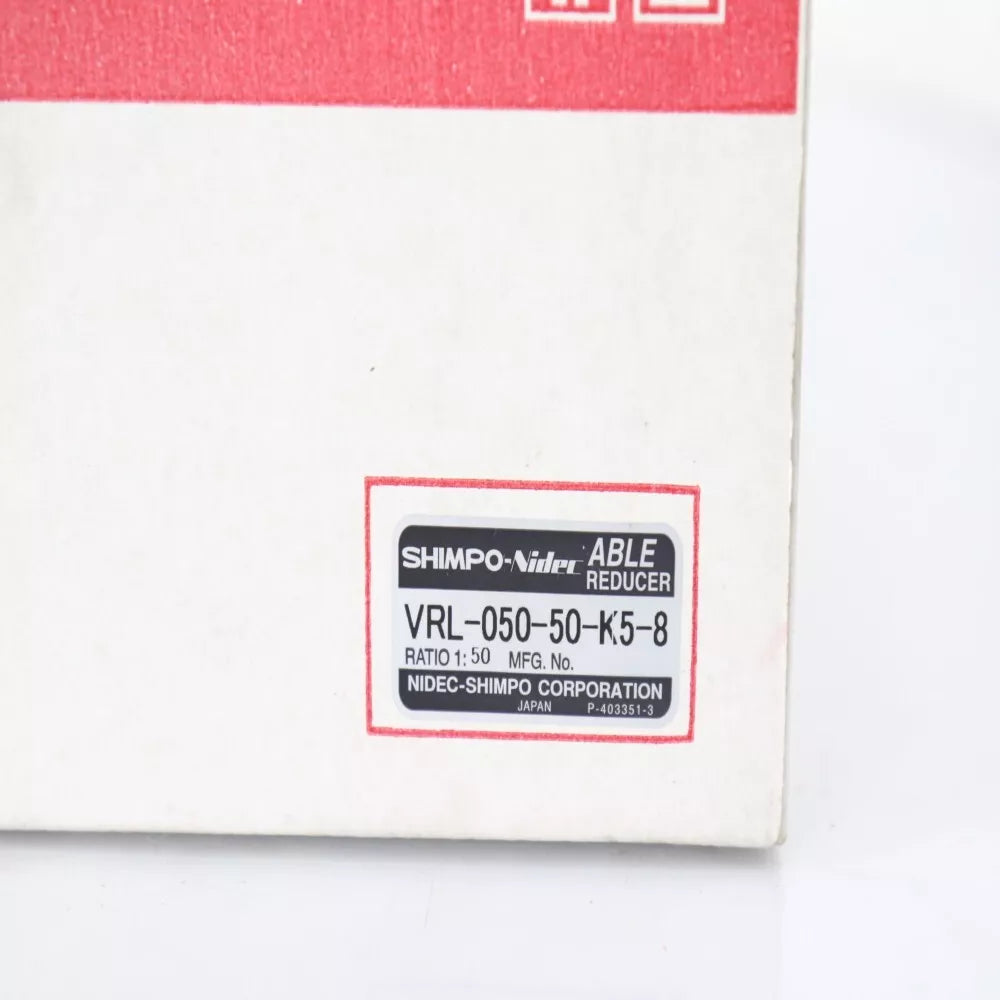 SHIMPO-Nidec ABLE
REDUCER
VRL-050-50-K5-8
RATIO 1: 50 MFG. No.
NIDEC-SHIMPO CORPORATION
JAPAN P-403351-3